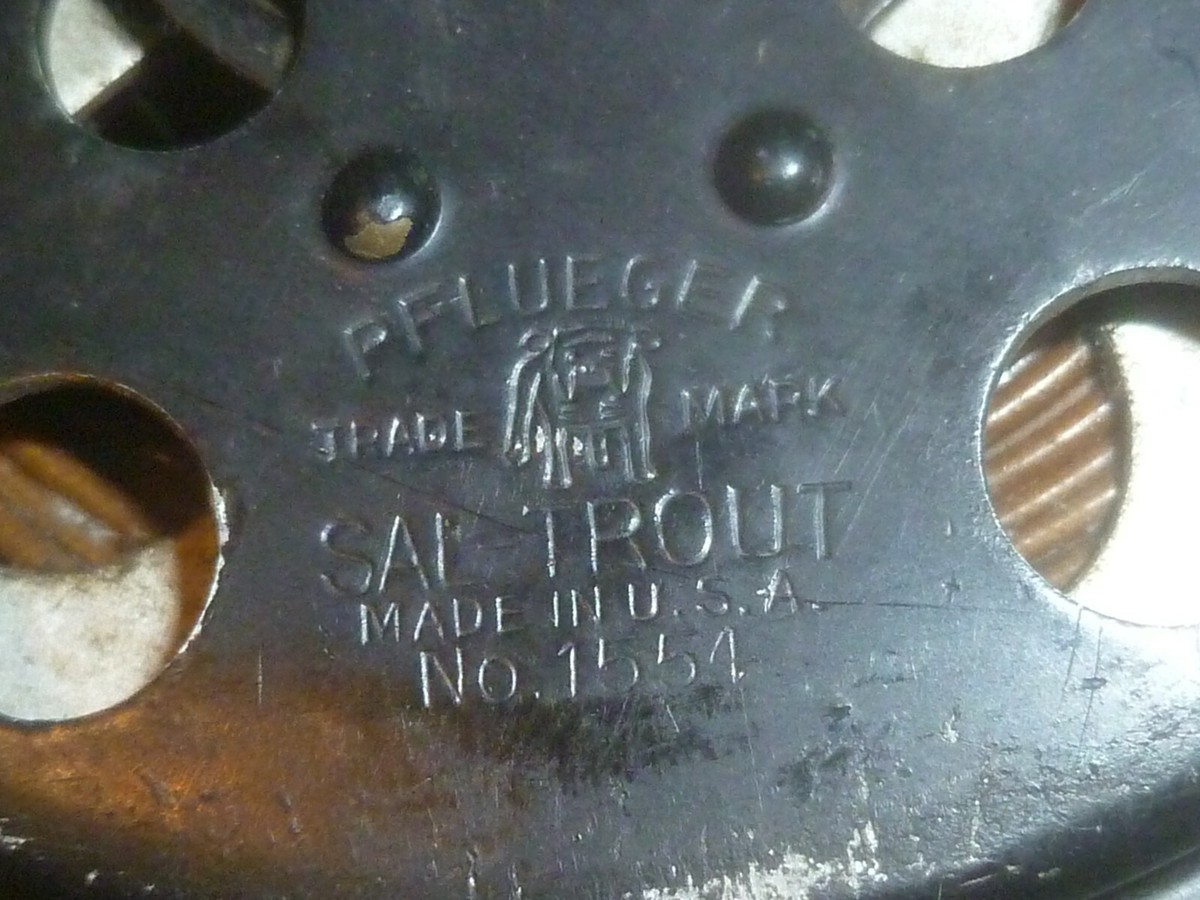 PFLUEGER
TRADE MARK
SAL-TROUT
MADE IN U.S.A.
No. 1554